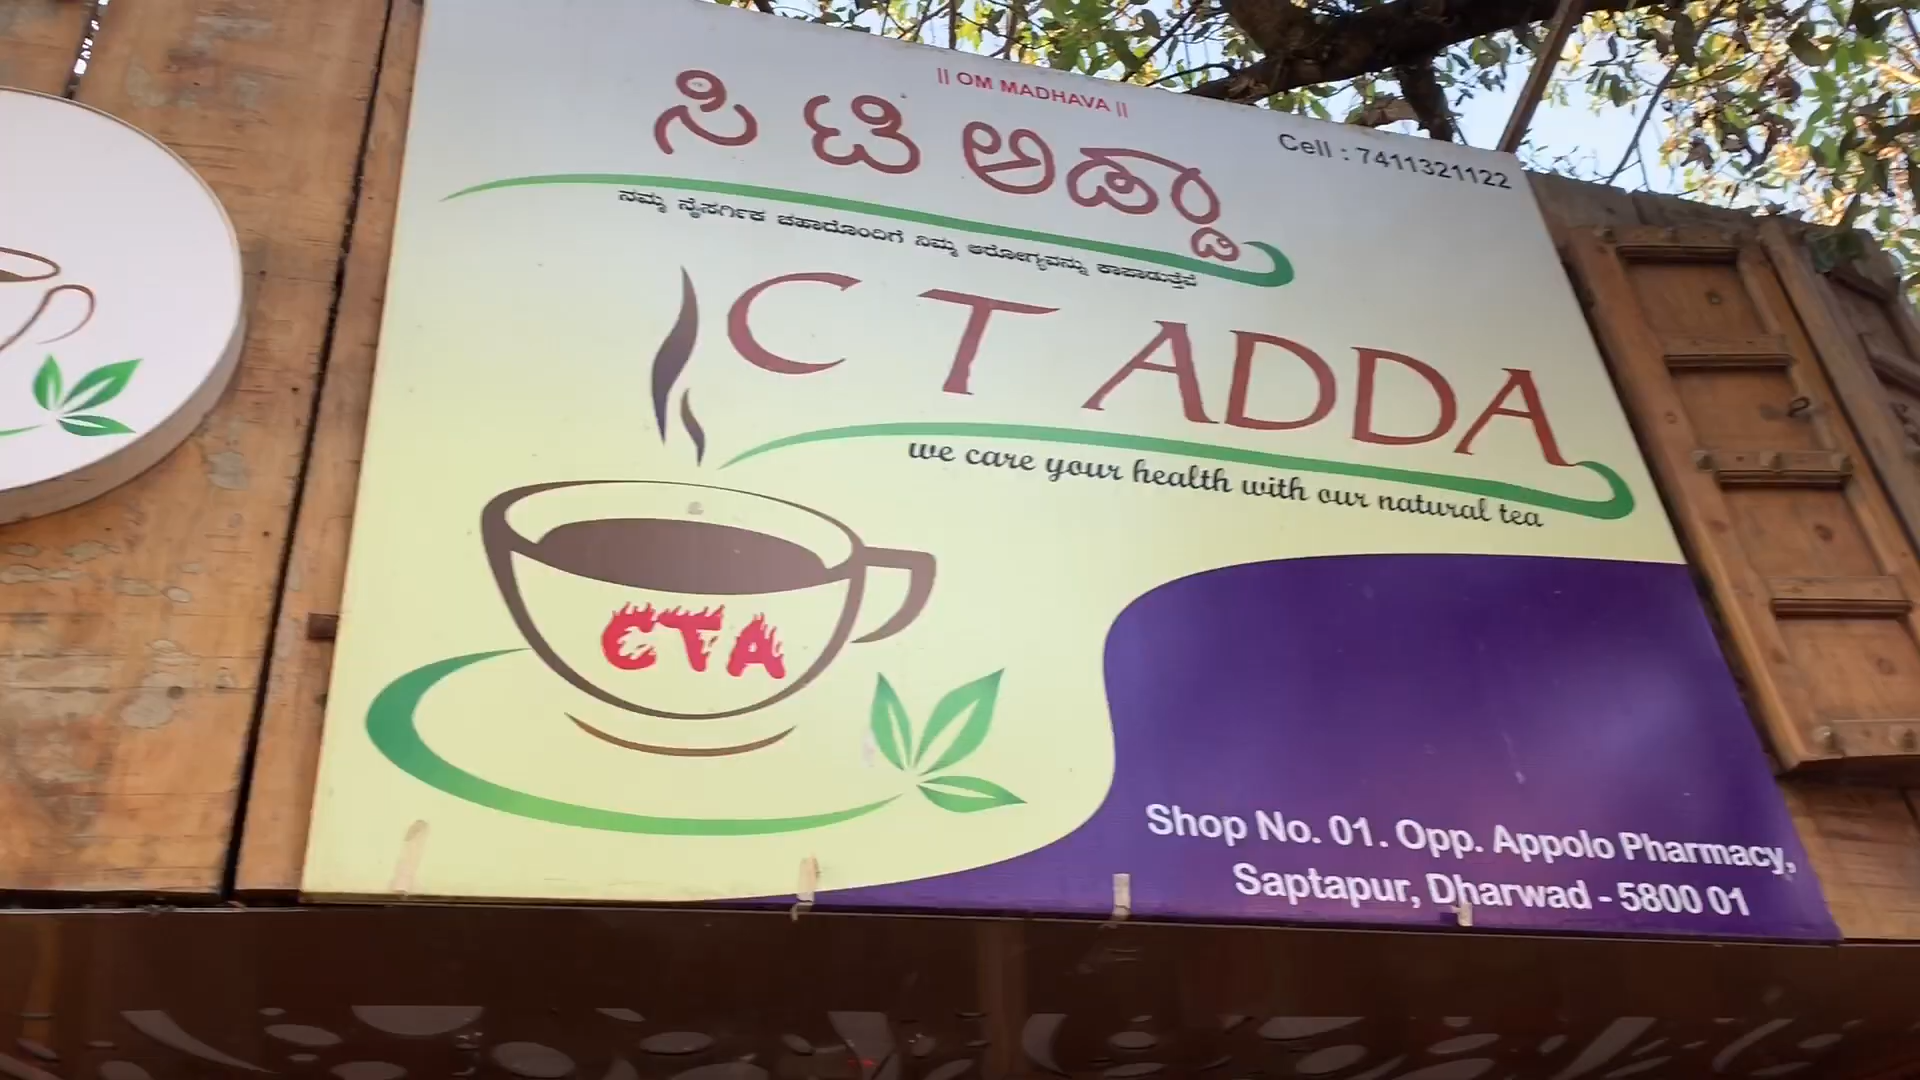 || OM MADHAVA ||
Cell : 7411321122
ಸಿ ಟಿ ಅಡ್ಡಾ
ನಮ್ಮ ನೈಸರ್ಗಿಕ ಚಹಾದೊಂದಿಗೆ ನಿಮ್ಮ ಆರೋಗ್ಯವನ್ನು ಕಾಪಾಡುತ್ತೆವೆ
C T ADDA
we care your health with our natural tea
CTA
Shop No. 01. Opp. Appolo Pharmacy,
Saptapur, Dharwad - 5800 01